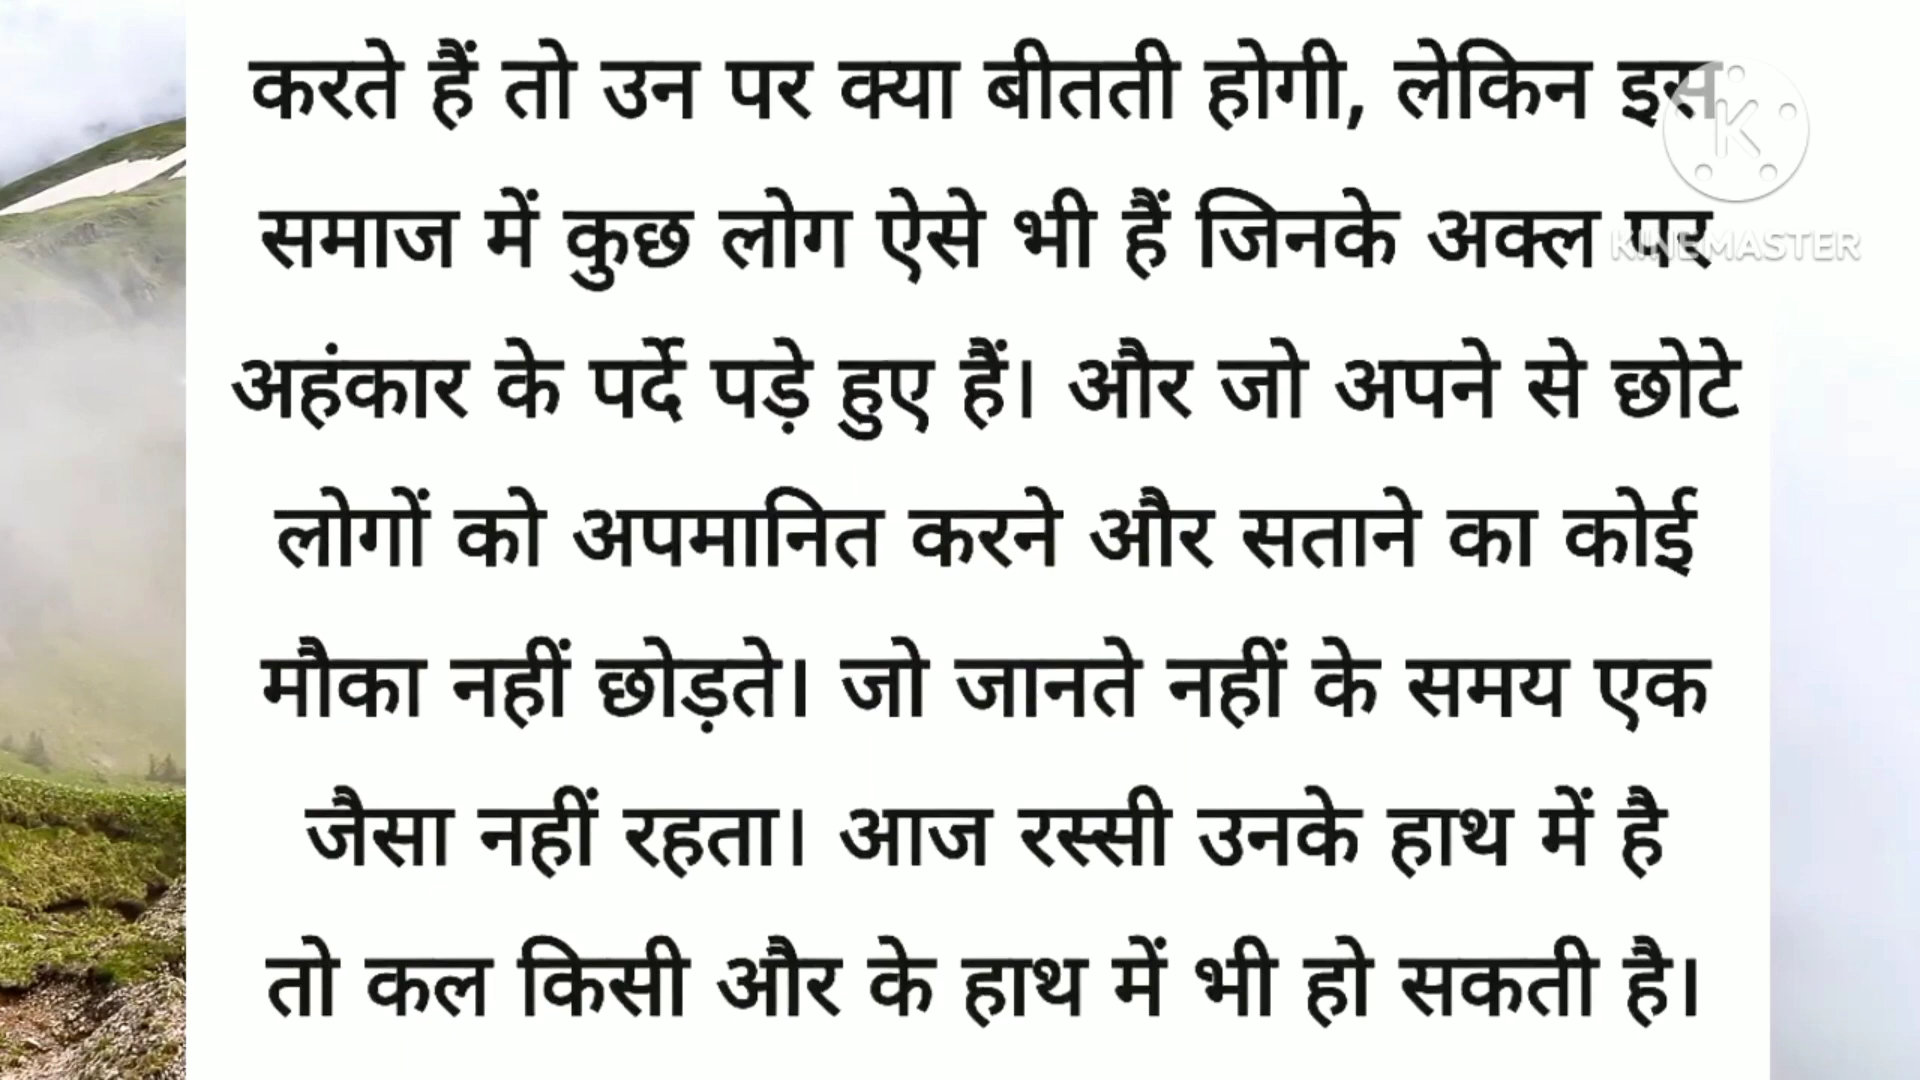 करते हैं तो उन पर क्या बीतती होगी, लेकिन इस
समाज में कुछ लोग ऐसे भी हैं जिनके अक्ल पर
अहंकार के पर्दे पड़े हुए हैं। और जो अपने से छोटे
लोगों को अपमानित करने और सताने का कोई
मौका नहीं छोड़ते। जो जानते नहीं के समय एक
जैसा नहीं रहता। आज रस्सी उनके हाथ में है
तो कल किसी और के हाथ में भी हो सकती है।
K
KINEMASTER